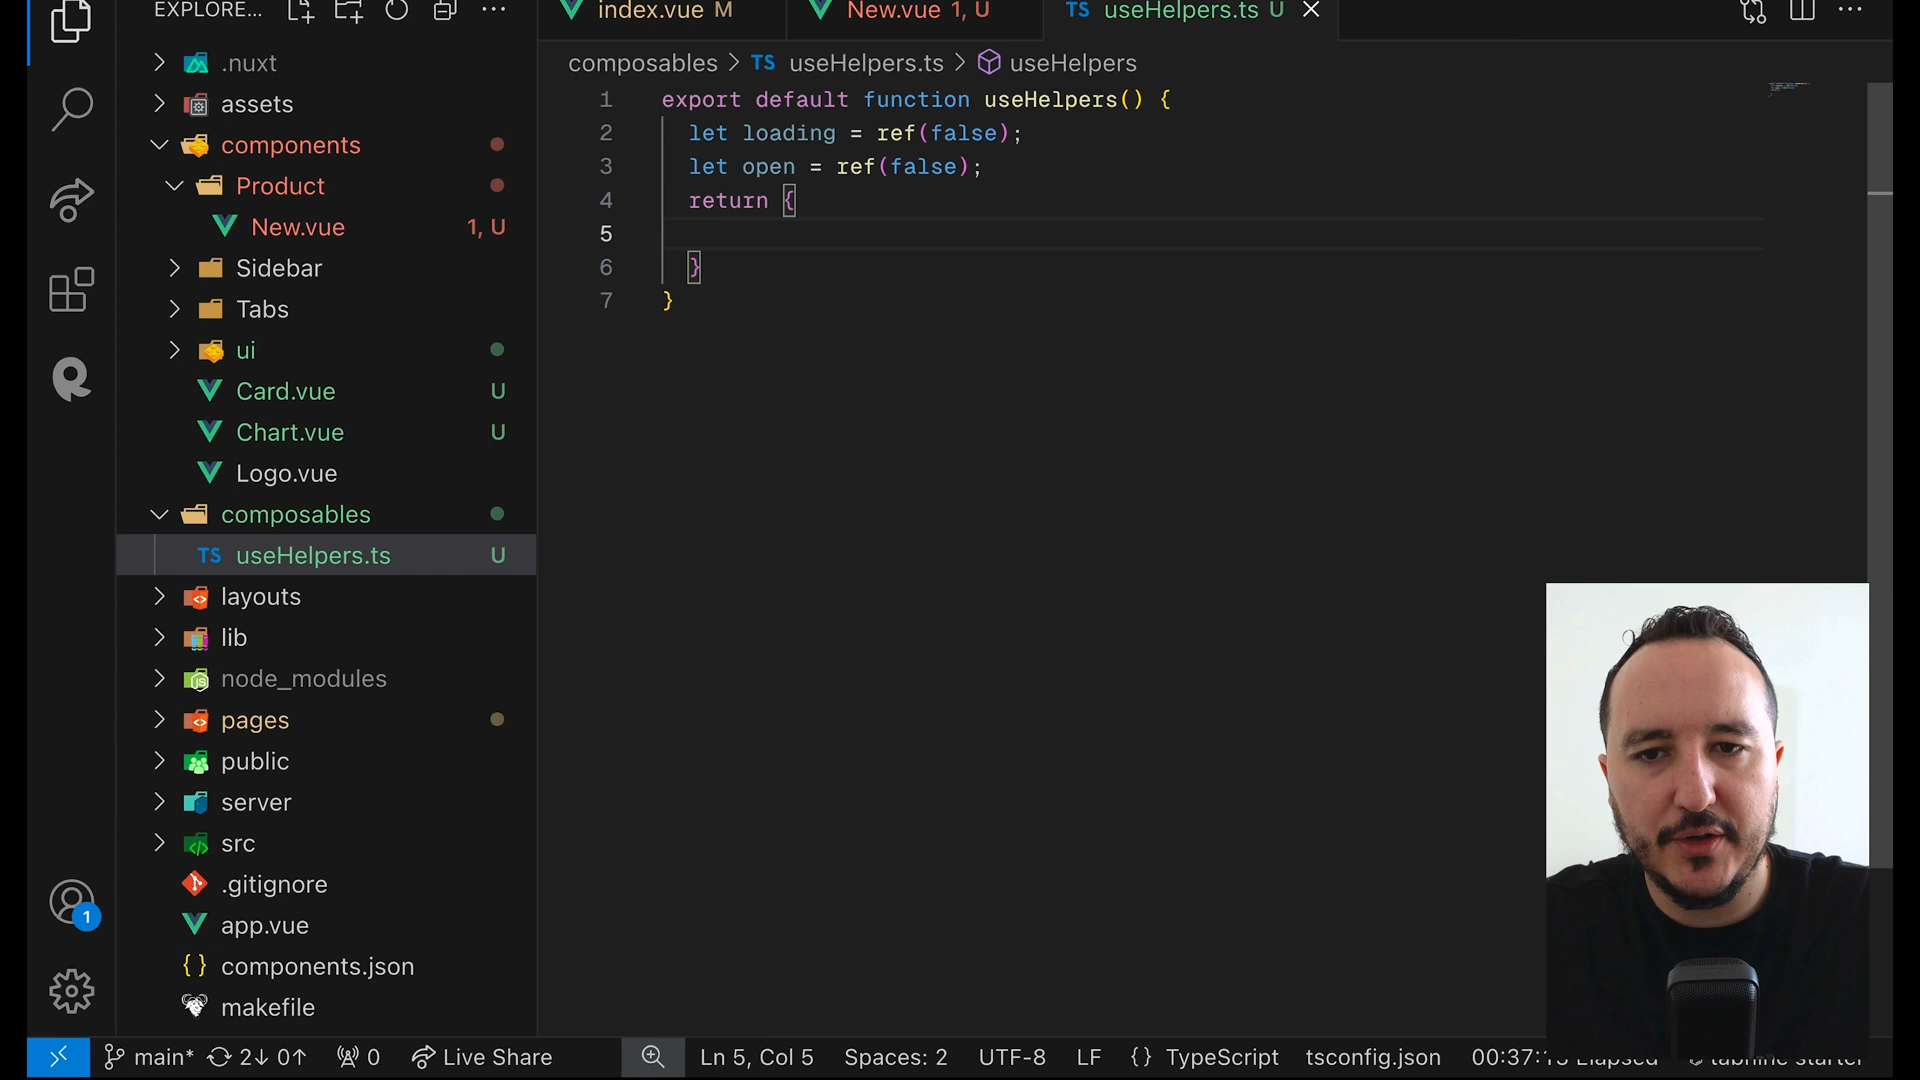 EXPLORE...
index.vue M
New.vue 1, U
TS useHelpers.ts U
composables > TS useHelpers.ts > useHelpers
.nuxt
assets
components
Product
New.vue 1, U
Sidebar
Tabs
ui
Card.vue U
Chart.vue U
Logo.vue
composables
TS useHelpers.ts U
layouts
lib
node_modules
pages
public
server
src
.gitignore
app.vue
{} components.json
makefile
1 export default function useHelpers() {
2 let loading = ref(false);
3 let open = ref(false);
4 return {
5
6 }
7 }
1
main* 2↓ 0↑ 0 Live Share Ln 5, Col 5 Spaces: 2 UTF-8 LF {} TypeScript tsconfig.json Elapsed tabnine starter